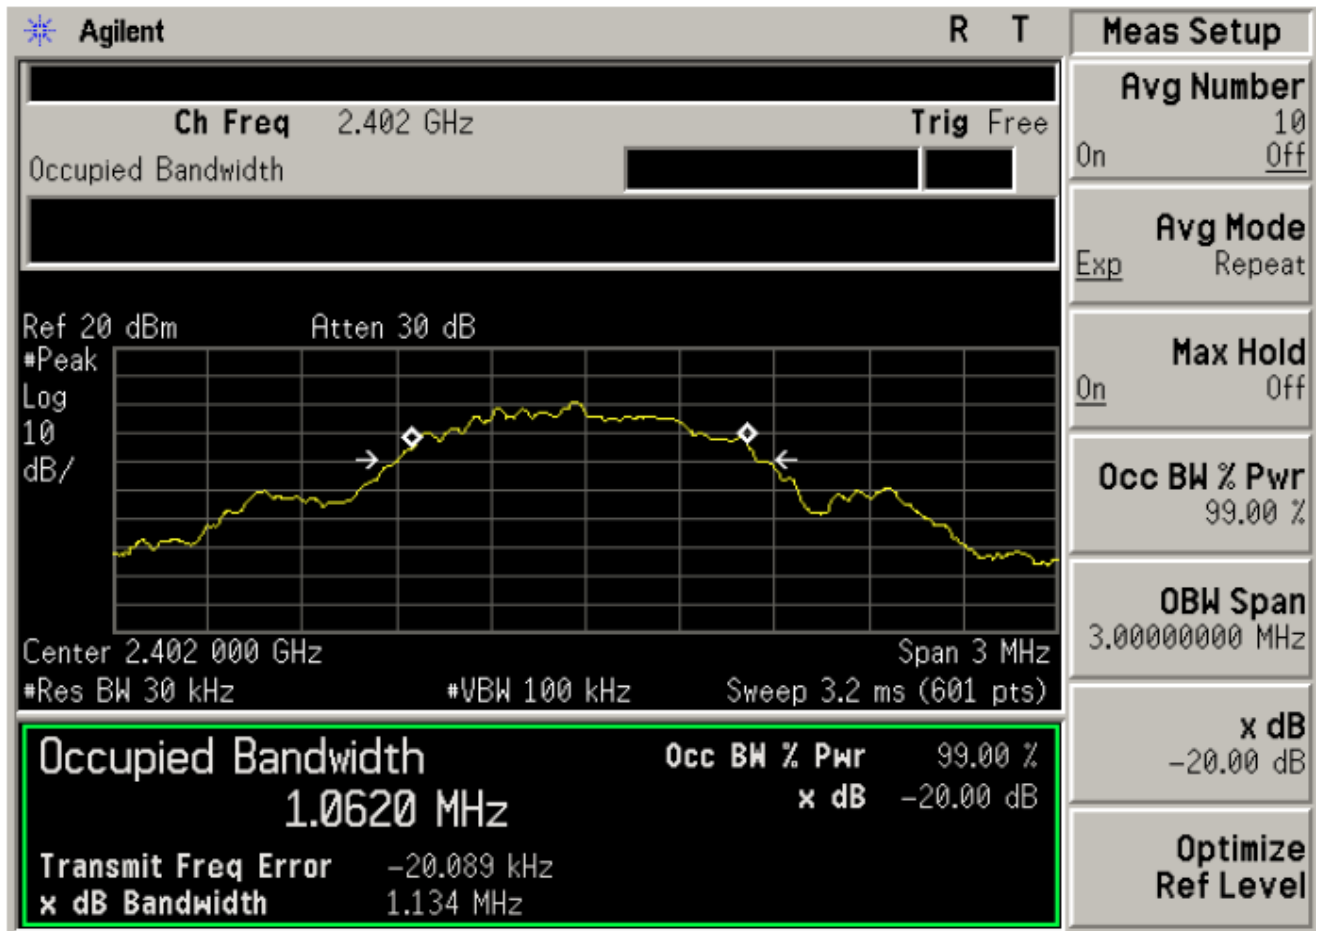 Agilent R T
Ch Freq 2.402 GHz Trig Free
Occupied Bandwidth
Ref 20 dBm Atten 30 dB
#Peak
Log
10
dB/
Center 2.402 000 GHz Span 3 MHz
#Res BW 30 kHz #VBW 100 kHz Sweep 3.2 ms (601 pts)
Occupied Bandwidth Occ BW % Pwr 99.00 %
1.0620 MHz x dB -20.00 dB
Transmit Freq Error -20.089 kHz
x dB Bandwidth 1.134 MHz
Meas Setup
Avg Number
10
On Off
Avg Mode
Exp Repeat
Max Hold
On Off
Occ BW % Pwr
99.00 %
OBW Span
3.00000000 MHz
x dB
-20.00 dB
Optimize
Ref Level